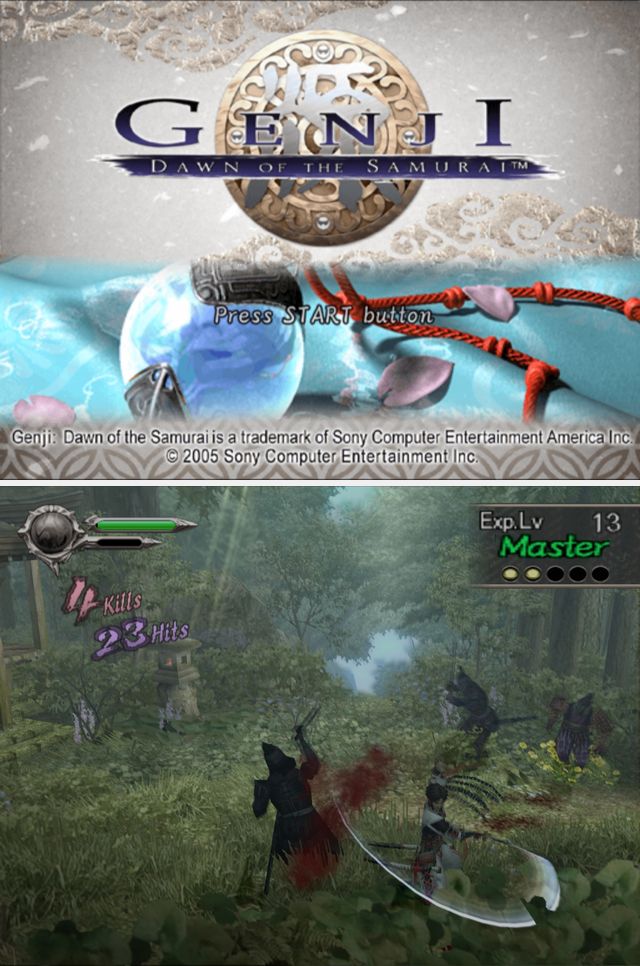 GENJI
DAWN OF THE SAMURAI™
Press START button
Genji: Dawn of the Samurai is a trademark of Sony Computer Entertainment America Inc.
© 2005 Sony Computer Entertainment Inc.
Exp.Lv 13
Master
4 Kills
23 Hits